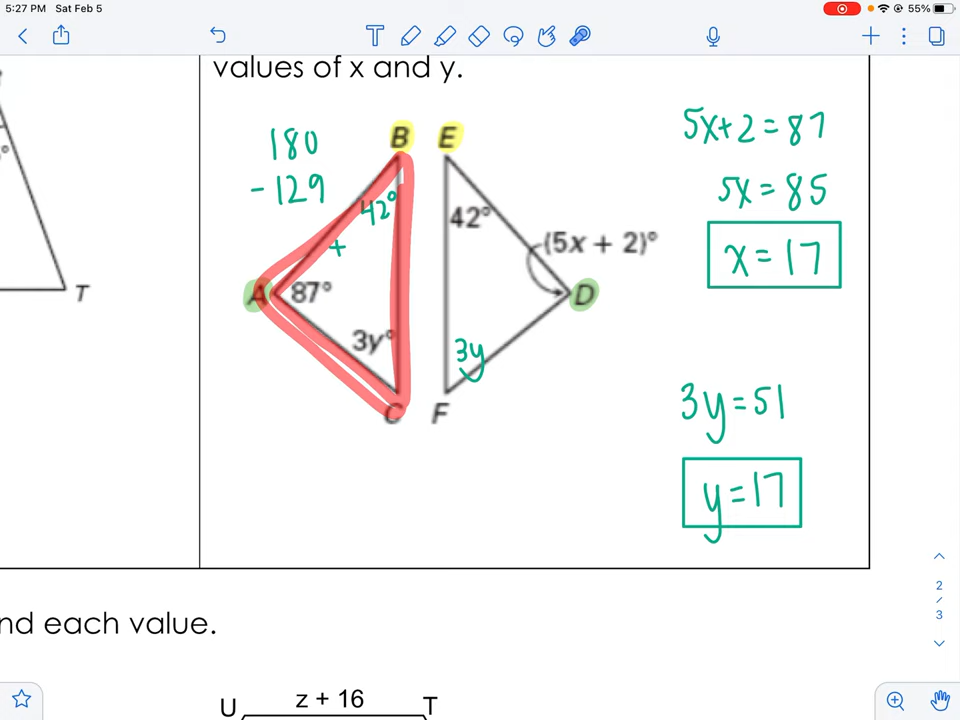 5:27 PM Sat Feb 5
55%
values of x and y.
180
-129
B
E
42°
+
42°
(5x + 2)°
A
87°
D
3y°
3y
C
F
T
5x+2=87
5x=85
x=17
3y=51
y=17
2
/
3
nd each value.
U
z + 16
T